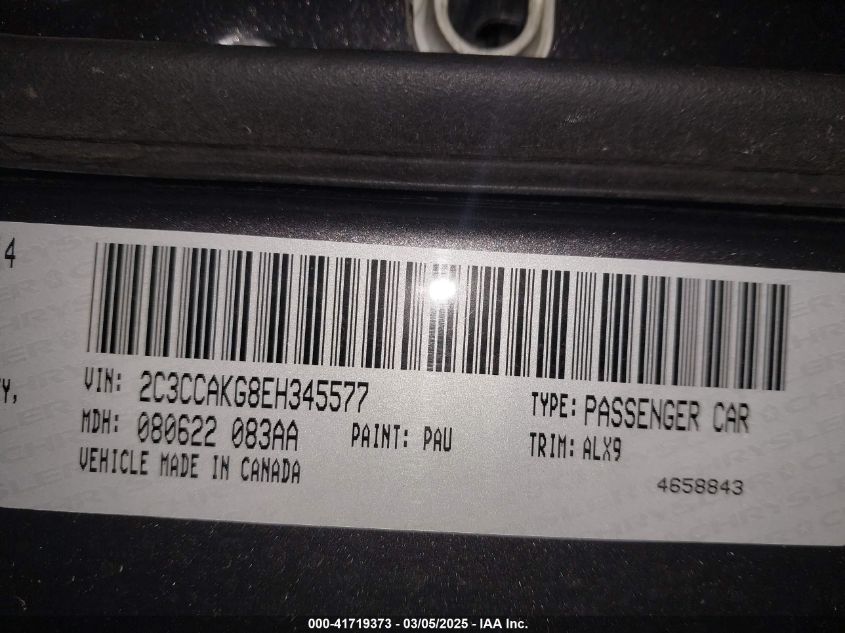 4
Y,
VIN: 2C3CCAKG8EH345577
TYPE: PASSENGER CAR
MDH: 080622 083AA
PAINT: PAU
TRIM: ALX9
VEHICLE MADE IN CANADA
4658843
000-41719373 — 03/05/2025 — IAA Inc.